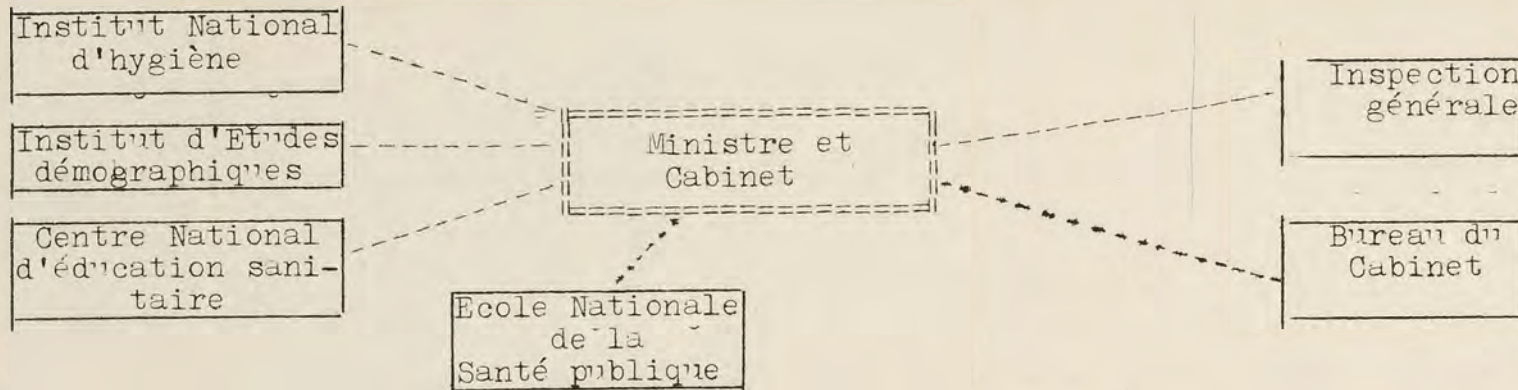 Institut National
d'hygiène
Institut d'Etudes
démographiques
Centre National
d'éducation sani-
taire
Ministre et
Cabinet
Ecole Nationale
de la
Santé publique
Inspection
générale
Bureau du
Cabinet